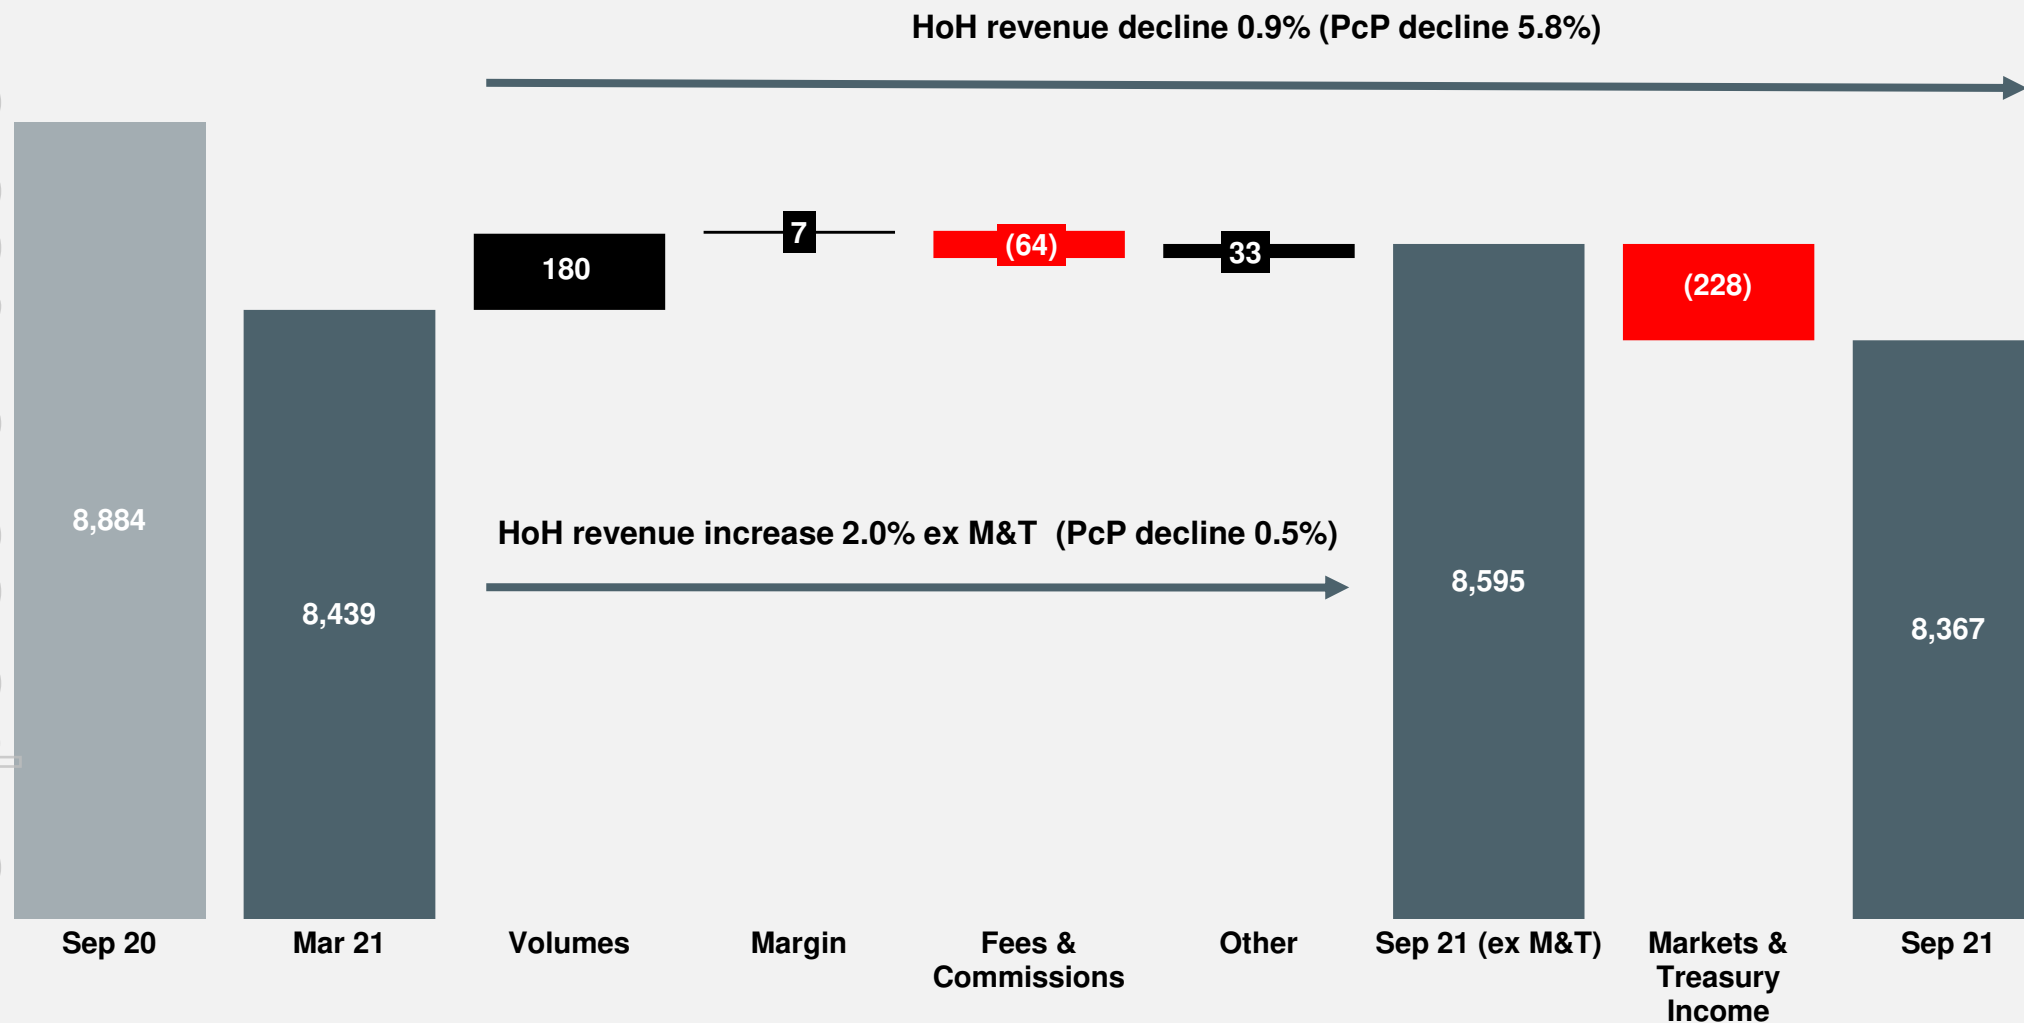 HoH revenue decline 0.9% (PcP decline 5.8%)
7
(64)
33
180
(228)
8,884
HoH revenue increase 2.0% ex M&T (PcP decline 0.5%)
8,595
8,439
8,367
Sep 20
Mar 21
Volumes
Margin
Fees &
Commissions
Other
Sep 21 (ex M&T)
Markets &
Treasury
Income
Sep 21